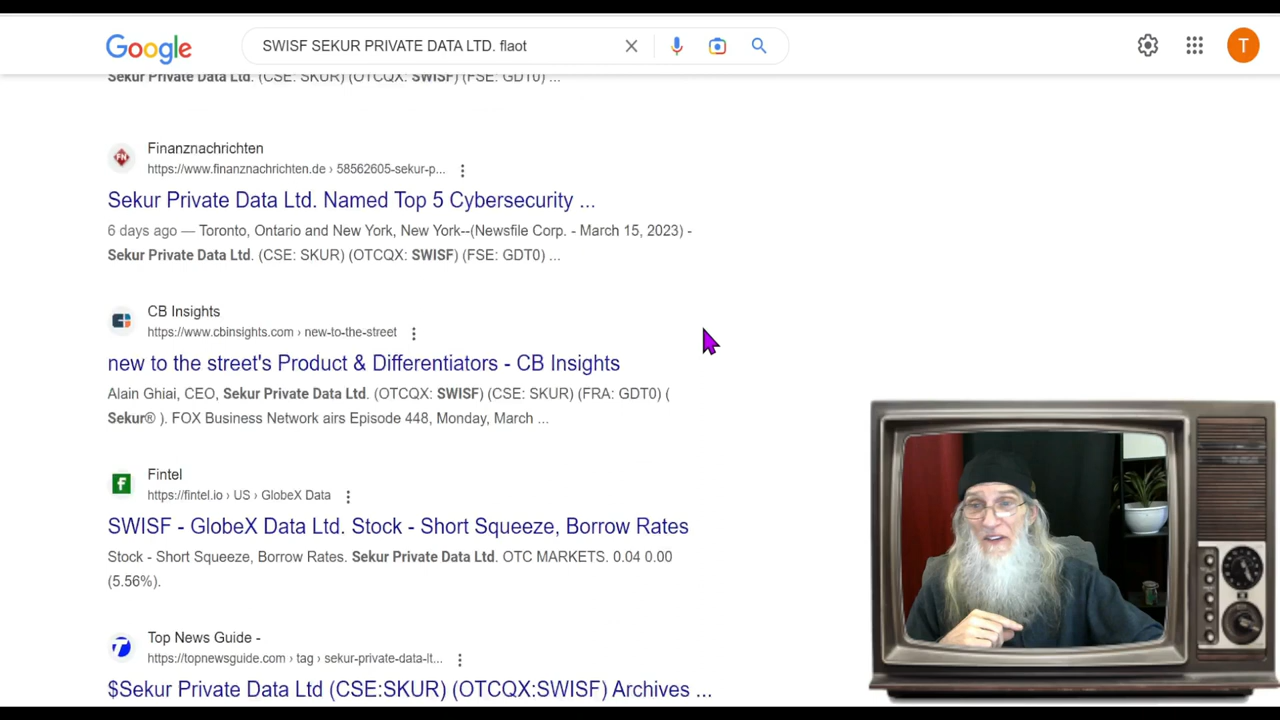 Google
SWISF SEKUR PRIVATE DATA LTD. flaot
T
Sekur Private Data Ltd. (CSE: SKUR) (OTCQX: SWISF) (FSE: GDT0) ...
FN
Finanznachrichten
https://www.finanznachrichten.de › 58562605-sekur-p...
Sekur Private Data Ltd. Named Top 5 Cybersecurity ...
6 days ago — Toronto, Ontario and New York, New York--(Newsfile Corp. - March 15, 2023) -
Sekur Private Data Ltd. (CSE: SKUR) (OTCQX: SWISF) (FSE: GDT0) ...
CB Insights
https://www.cbinsights.com › new-to-the-street
new to the street's Product & Differentiators - CB Insights
Alain Ghiai, CEO, Sekur Private Data Ltd. (OTCQX: SWISF) (CSE: SKUR) (FRA: GDT0) (
Sekur® ). FOX Business Network airs Episode 448, Monday, March ...
f
Fintel
https://fintel.io › US › GlobeX Data
SWISF - GlobeX Data Ltd. Stock - Short Squeeze, Borrow Rates
Stock - Short Squeeze, Borrow Rates. Sekur Private Data Ltd. OTC MARKETS. 0.04 0.00
(5.56%).
Top News Guide -
https://topnewsguide.com › tag › sekur-private-data-lt...
$Sekur Private Data Ltd (CSE:SKUR) (OTCQX:SWISF) Archives ...